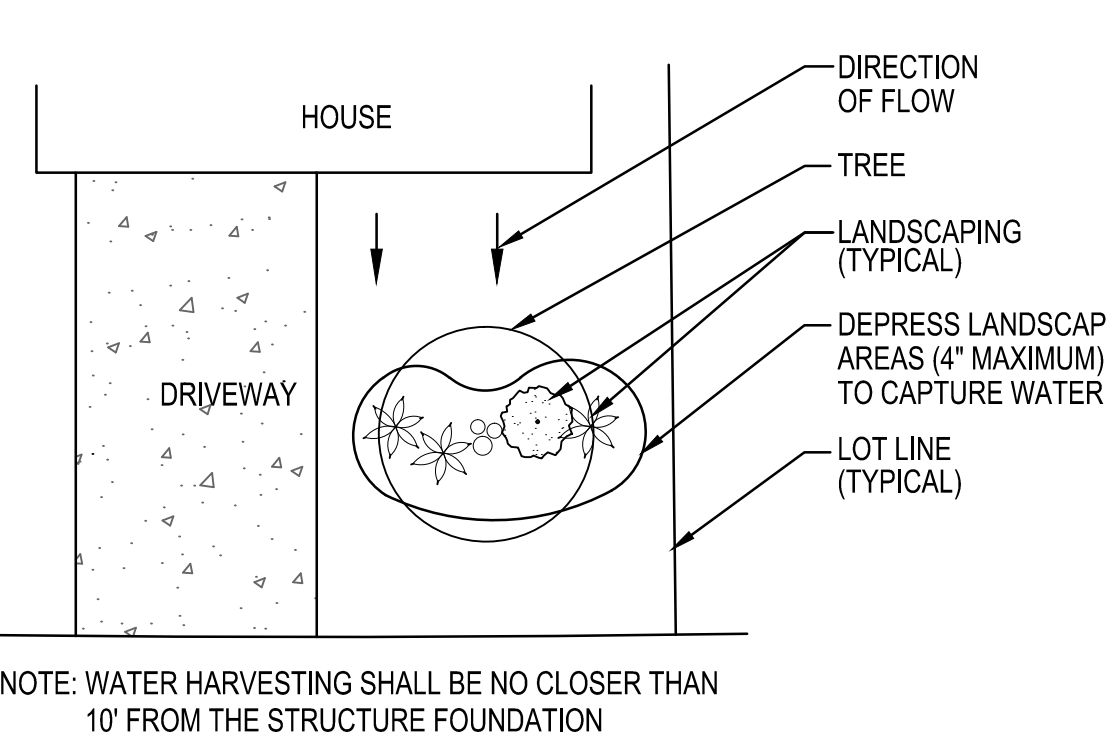 HOUSE
DRIVEWAY
DIRECTION
OF FLOW
TREE
LANDSCAPING
(TYPICAL)
DEPRESS LANDSCAP
AREAS (4" MAXIMUM)
TO CAPTURE WATER
LOT LINE
(TYPICAL)
NOTE: WATER HARVESTING SHALL BE NO CLOSER THAN
10' FROM THE STRUCTURE FOUNDATION